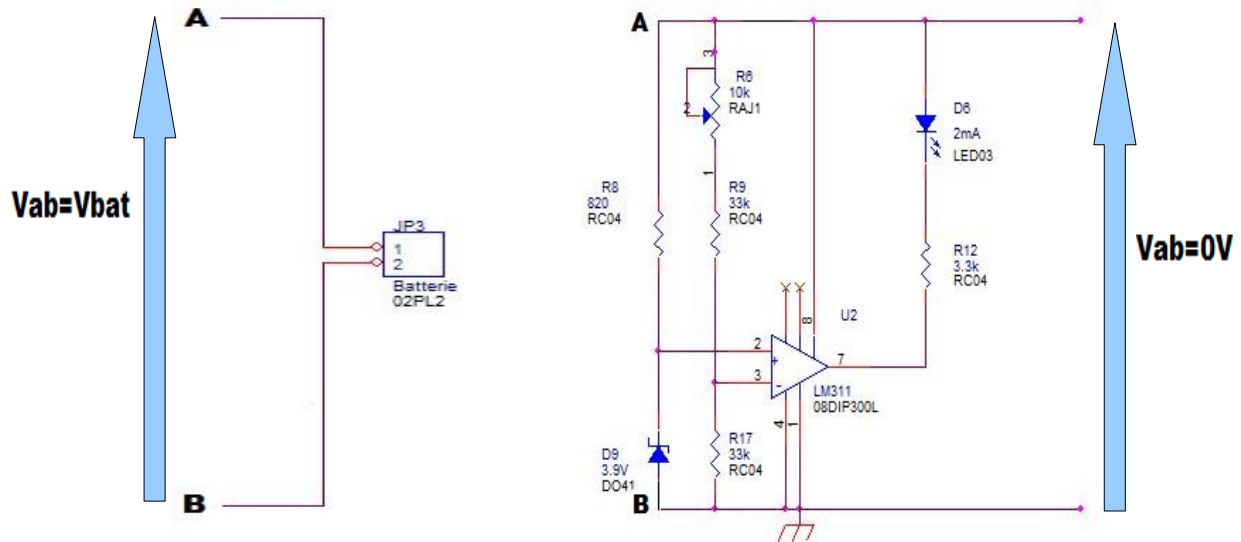 A
Vab=Vbat
JP3
1
2
Batterie
02PL2
B
A
3
R6
10k
RAJ1
2
1
D6
2mA
LED03
R8
820
RC04
R9
33k
RC04
Vab=0V
R12
3.3k
RC04
8
U2
2
+
7
3
-
LM311
08DIP300L
4
1
D9
3.9V
DO41
R17
33k
RC04
B